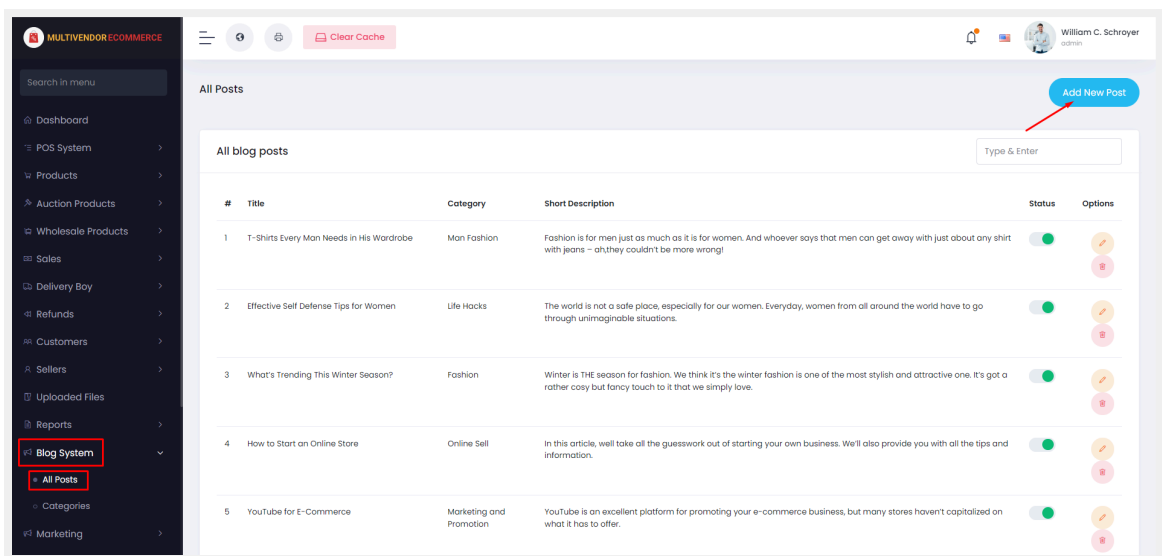 MULTIVENDOR ECOMMERCE
Clear Cache
William C. Schroyer
admin
Search in menu
Dashboard
POS System
Products
Auction Products
Wholesale Products
Sales
Delivery Boy
Refunds
Customers
Sellers
Uploaded Files
Reports
Blog System
All Posts
Categories
Marketing
All Posts
Add New Post
All blog posts
Type & Enter
# Title Category Short Description Status Options
1 T-Shirts Every Man Needs in His Wardrobe Man Fashion Fashion is for men just as much as it is for women. And whoever says that men can get away with just about any shirt
with jeans – ah,they couldn't be more wrong!
2 Effective Self Defense Tips for Women Life Hacks The world is not a safe place, especially for our women. Everyday, women from all around the world have to go
through unimaginable situations.
3 What's Trending This Winter Season? Fashion Winter is THE season for fashion. We think it's the winter fashion is one of the most stylish and attractive one. It's got a
rather cosy but fancy touch to it that we simply love.
4 How to Start an Online Store Online Sell In this article, well take all the guesswork out of starting your own business. We'll also provide you with all the tips and
information.
5 YouTube for E-Commerce Marketing and YouTube is an excellent platform for promoting your e-commerce business, but many stores haven't capitalized on
Promotion what it has to offer.